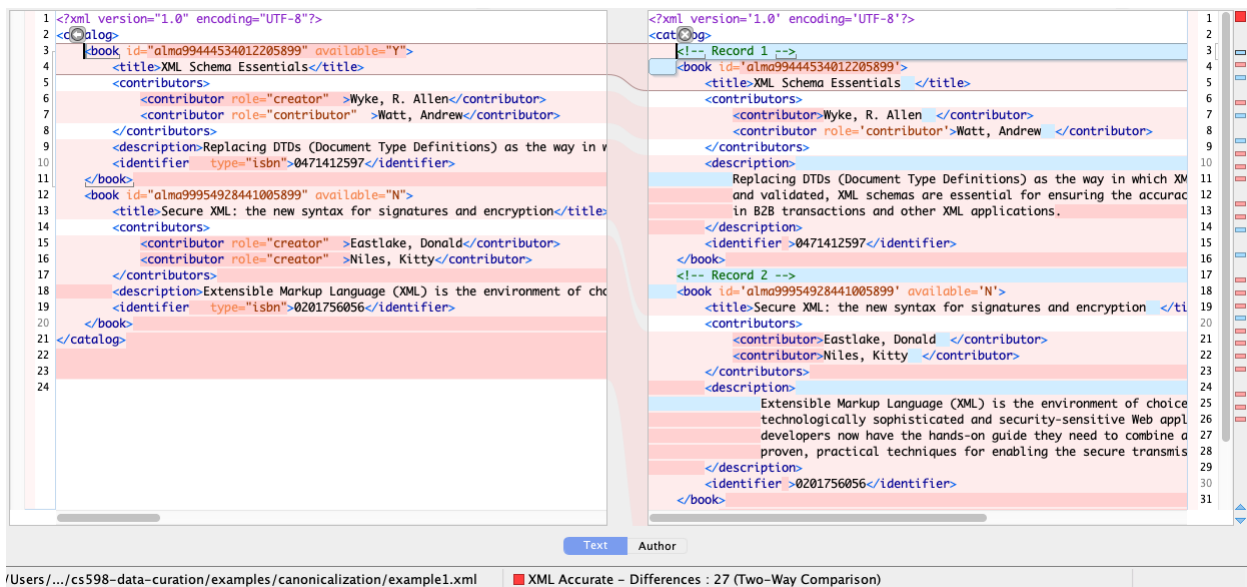 1 <?xml version="1.0" encoding="UTF-8"?>
2 <catalog>
3 <book id="alma99444534012205899" available="Y">
4 <title>XML Schema Essentials</title>
5 <contributors>
6 <contributor role="creator" >Wyke, R. Allen</contributor>
7 <contributor role="contributor" >Watt, Andrew</contributor>
8 </contributors>
9 <description>Replacing DTDs (Document Type Definitions) as the way in w
10 <identifier type="isbn">0471412597</identifier>
11 </book>
12 <book id="alma99954928441005899" available="N">
13 <title>Secure XML: the new syntax for signatures and encryption</title>
14 <contributors>
15 <contributor role="creator" >Eastlake, Donald</contributor>
16 <contributor role="creator" >Niles, Kitty</contributor>
17 </contributors>
18 <description>Extensible Markup Language (XML) is the environment of cho
19 <identifier type="isbn">0201756056</identifier>
20 </book>
21 </catalog>
22
23
24
<?xml version='1.0' encoding='UTF-8'?> 1
<catalog> 2
<!-- Record 1 --> 3
<book id='alma99444534012205899'> 4
<title>XML Schema Essentials </title> 5
<contributors> 6
<contributor>Wyke, R. Allen </contributor> 7
<contributor role='contributor'>Watt, Andrew </contributor> 8
</contributors> 9
<description> 10
Replacing DTDs (Document Type Definitions) as the way in which XM 11
and validated, XML schemas are essential for ensuring the accurac 12
in B2B transactions and other XML applications. 13
</description> 14
<identifier >0471412597</identifier> 15
</book> 16
<!-- Record 2 --> 17
<book id='alma99954928441005899' available='N'> 18
<title>Secure XML: the new syntax for signatures and encryption </ti 19
<contributors> 20
<contributor>Eastlake, Donald </contributor> 21
<contributor>Niles, Kitty </contributor> 22
</contributors> 23
<description> 24
Extensible Markup Language (XML) is the environment of choice 25
technologically sophisticated and security-sensitive Web appl 26
developers now have the hands-on guide they need to combine a 27
proven, practical techniques for enabling the secure transmis 28
</description> 29
<identifier >0201756056</identifier> 30
</book> 31
Text Author
/Users/.../cs598-data-curation/examples/canonicalization/example1.xml XML Accurate - Differences : 27 (Two-Way Comparison)